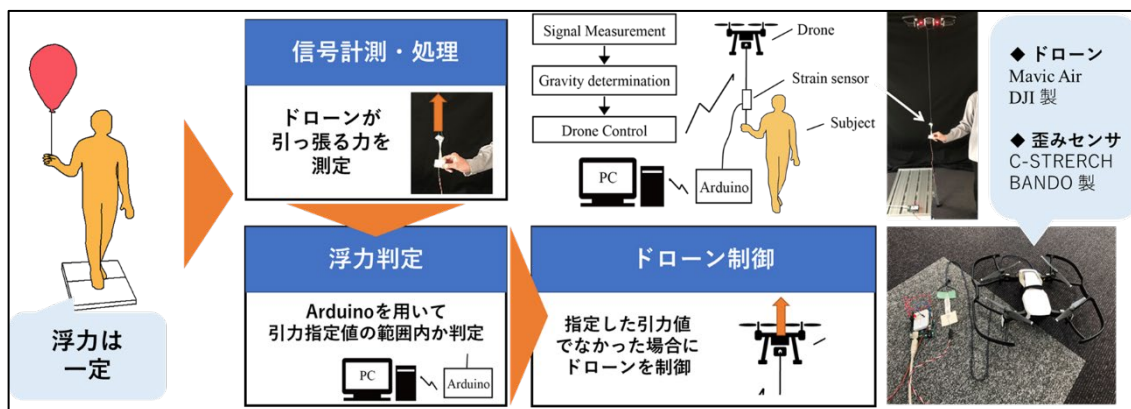 浮力は
一定
信号計測・処理
ドローンが
引っ張る力を
測定
Signal Measurement
Gravity determination
Drone Control
Drone
Strain sensor
Subject
PC
Arduino
◆ ドローン
Mavic Air
DJI 製
◆ 歪みセンサ
C-STRERCH
BANDO 製
浮力判定
Arduinoを用いて
引力指定値の範囲内か判定
PC
Arduino
ドローン制御
指定した引力値
でなかった場合に
ドローンを制御